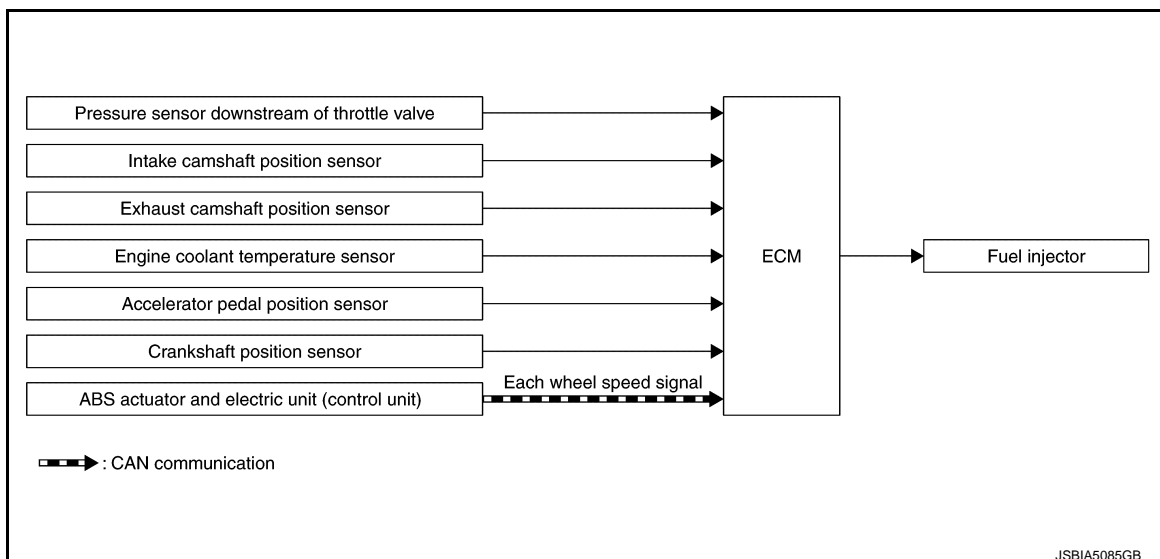 Pressure sensor downstream of throttle valve
Intake camshaft position sensor
Exhaust camshaft position sensor
Engine coolant temperature sensor
Accelerator pedal position sensor
Crankshaft position sensor
ABS actuator and electric unit (control unit)
Each wheel speed signal
ECM
Fuel injector
: CAN communication
JSBIA5085GB